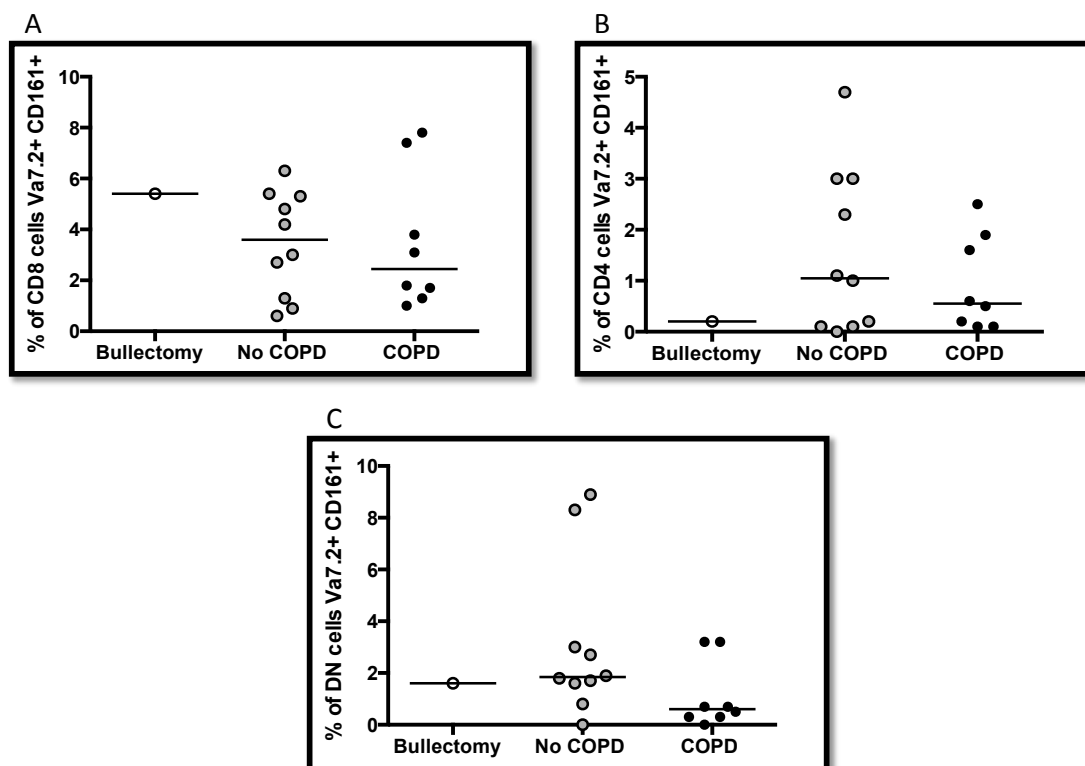 A
% of CD8 cells Va7.2+ CD161+
10
8
6
4
2
0
Bullectomy No COPD COPD
B
% of CD4 cells Va7.2+ CD161+
5
4
3
2
1
0
Bullectomy No COPD COPD
C
% of DN cells Va7.2+ CD161+
10
8
6
4
2
0
Bullectomy No COPD COPD